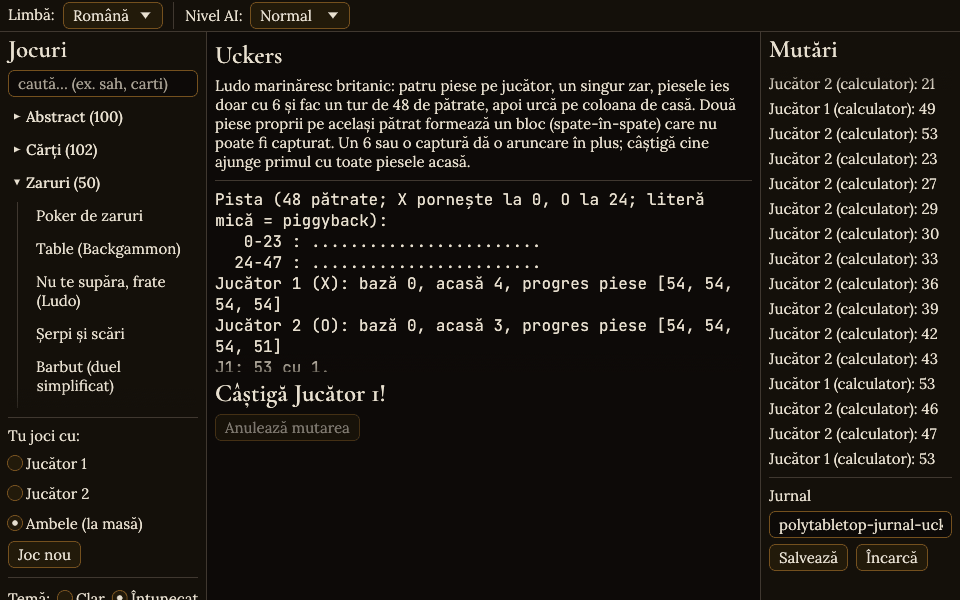 Limbă:
Română
Nivel AI:
Normal
Jocuri
caută... (ex. sah, carti)
Abstract (100)
Cărți (102)
Zaruri (50)
Poker de zaruri
Table (Backgammon)
Nu te supăra, frate
(Ludo)
Șerpi și scări
Barbut (duel
simplificat)
Tu joci cu:
Jucător 1
Jucător 2
Ambele (la masă)
Joc nou
Temă:
Clar
Întunecat
Uckers
Ludo marinăresc britanic: patru piese pe jucător, un singur zar, piesele ies
doar cu 6 și fac un tur de 48 de pătrate, apoi urcă pe coloana de casă. Două
piese proprii pe același pătrat formează un bloc (spate-în-spate) care nu
poate fi capturat. Un 6 sau o captură dă o aruncare în plus; câștigă cine
ajunge primul cu toate piesele acasă.
Pista (48 pătrate; X pornește la 0, O la 24; literă
mică = piggyback):
0-23 : ........................
24-47 : ........................
Jucător 1 (X): bază 0, acasă 4, progres piese [54, 54,
54, 54]
Jucător 2 (O): bază 0, acasă 3, progres piese [54, 54,
54, 51]
J1: 53 cu 1.
Câștigă Jucător 1!
Anulează mutarea
Mutări
Jucător 2 (calculator): 21
Jucător 1 (calculator): 49
Jucător 2 (calculator): 53
Jucător 2 (calculator): 23
Jucător 2 (calculator): 27
Jucător 2 (calculator): 29
Jucător 2 (calculator): 30
Jucător 2 (calculator): 33
Jucător 2 (calculator): 36
Jucător 2 (calculator): 39
Jucător 2 (calculator): 42
Jucător 2 (calculator): 43
Jucător 1 (calculator): 53
Jucător 2 (calculator): 46
Jucător 2 (calculator): 47
Jucător 1 (calculator): 53
Jurnal
polytabletop-jurnal-uck
Salvează
Încarcă